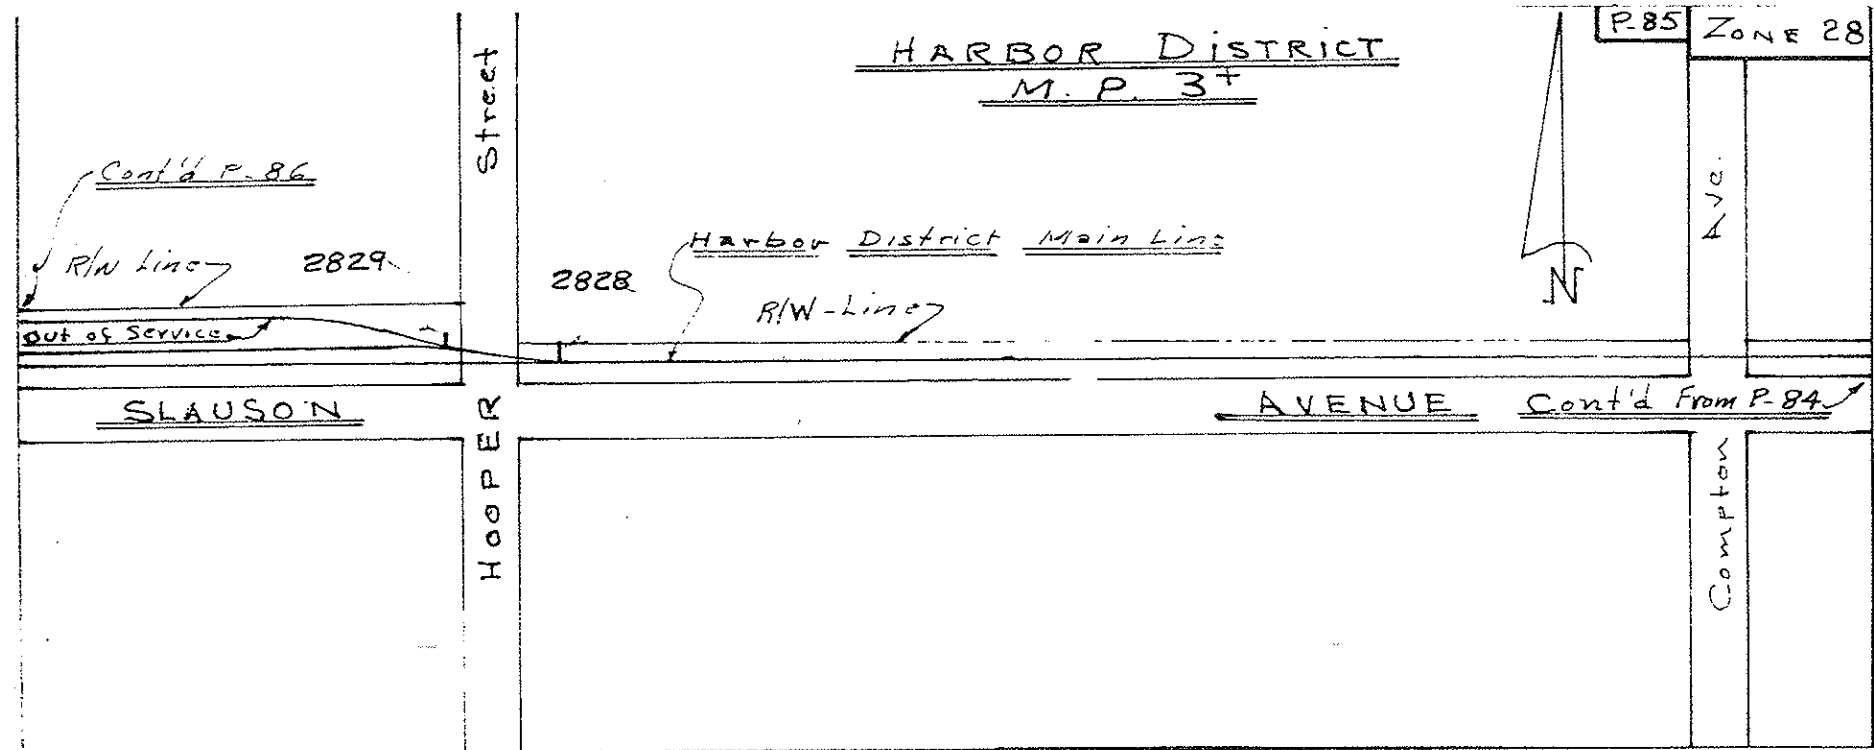 P-85
ZONE 28
HARBOR DISTRICT
M. P. 3+
Street
Cont'd P-86
R/W Line
2829
2828
Harbor District Main Line
R/W-Line
Out of Service
N
Ave.
SLAUSON
AVENUE
Cont'd From P-84
HOOPER
Compton